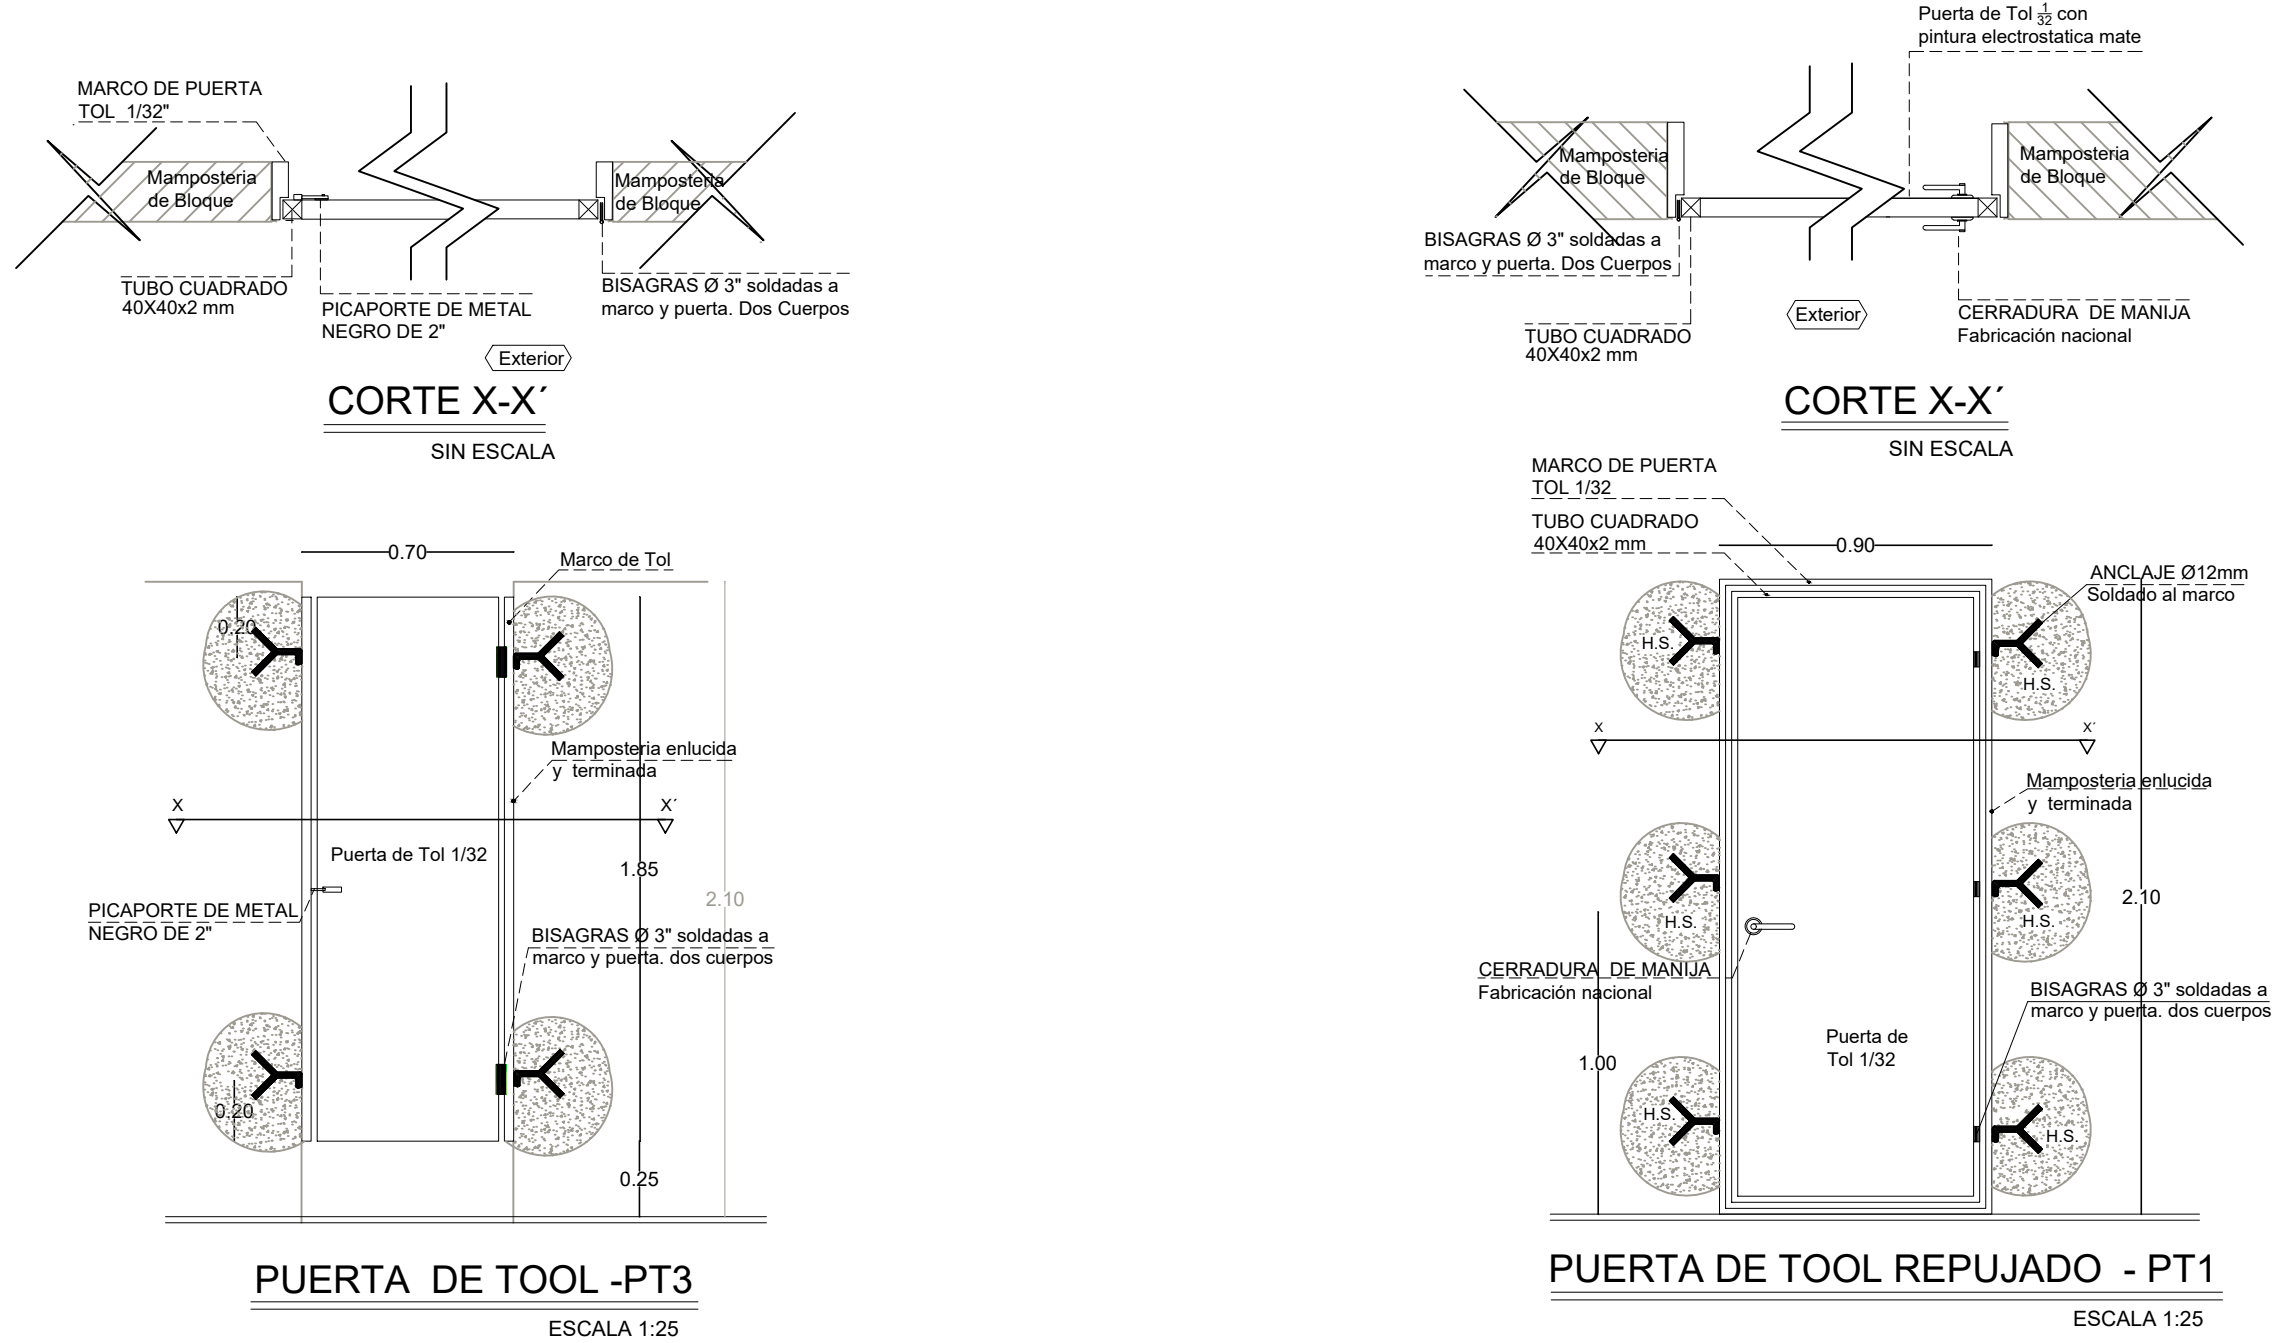 MARCO DE PUERTA
TOL 1/32"
Mamposteria
de Bloque
Mamposteria
de Bloque
TUBO CUADRADO
40X40x2 mm
PICAPORTE DE METAL
NEGRO DE 2"
BISAGRAS Ø 3" soldadas a
marco y puerta. Dos Cuerpos
Exterior
CORTE X-X´
SIN ESCALA
0.70
Marco de Tol
0.20
Mamposteria enlucida
y terminada
X
X´
Puerta de Tol 1/32
1.85
2.10
PICAPORTE DE METAL
NEGRO DE 2"
BISAGRAS Ø 3" soldadas a
marco y puerta. dos cuerpos
0.20
0.25
PUERTA DE TOOL -PT3
ESCALA 1:25
Puerta de Tol 1/32 con
pintura electrostatica mate
Mamposteria
de Bloque
Mamposteria
de Bloque
BISAGRAS Ø 3" soldadas a
marco y puerta. Dos Cuerpos
Exterior
CERRADURA DE MANIJA
Fabricación nacional
TUBO CUADRADO
40X40x2 mm
CORTE X-X´
SIN ESCALA
MARCO DE PUERTA
TOL 1/32
TUBO CUADRADO
40X40x2 mm
0.90
ANCLAJE Ø12mm
Soldado al marco
H.S.
H.S.
X
X´
Mamposteria enlucida
y terminada
2.10
H.S.
H.S.
CERRADURA DE MANIJA
Fabricación nacional
BISAGRAS Ø 3" soldadas a
marco y puerta. dos cuerpos
Puerta de
Tol 1/32
1.00
H.S.
H.S.
PUERTA DE TOOL REPUJADO - PT1
ESCALA 1:25